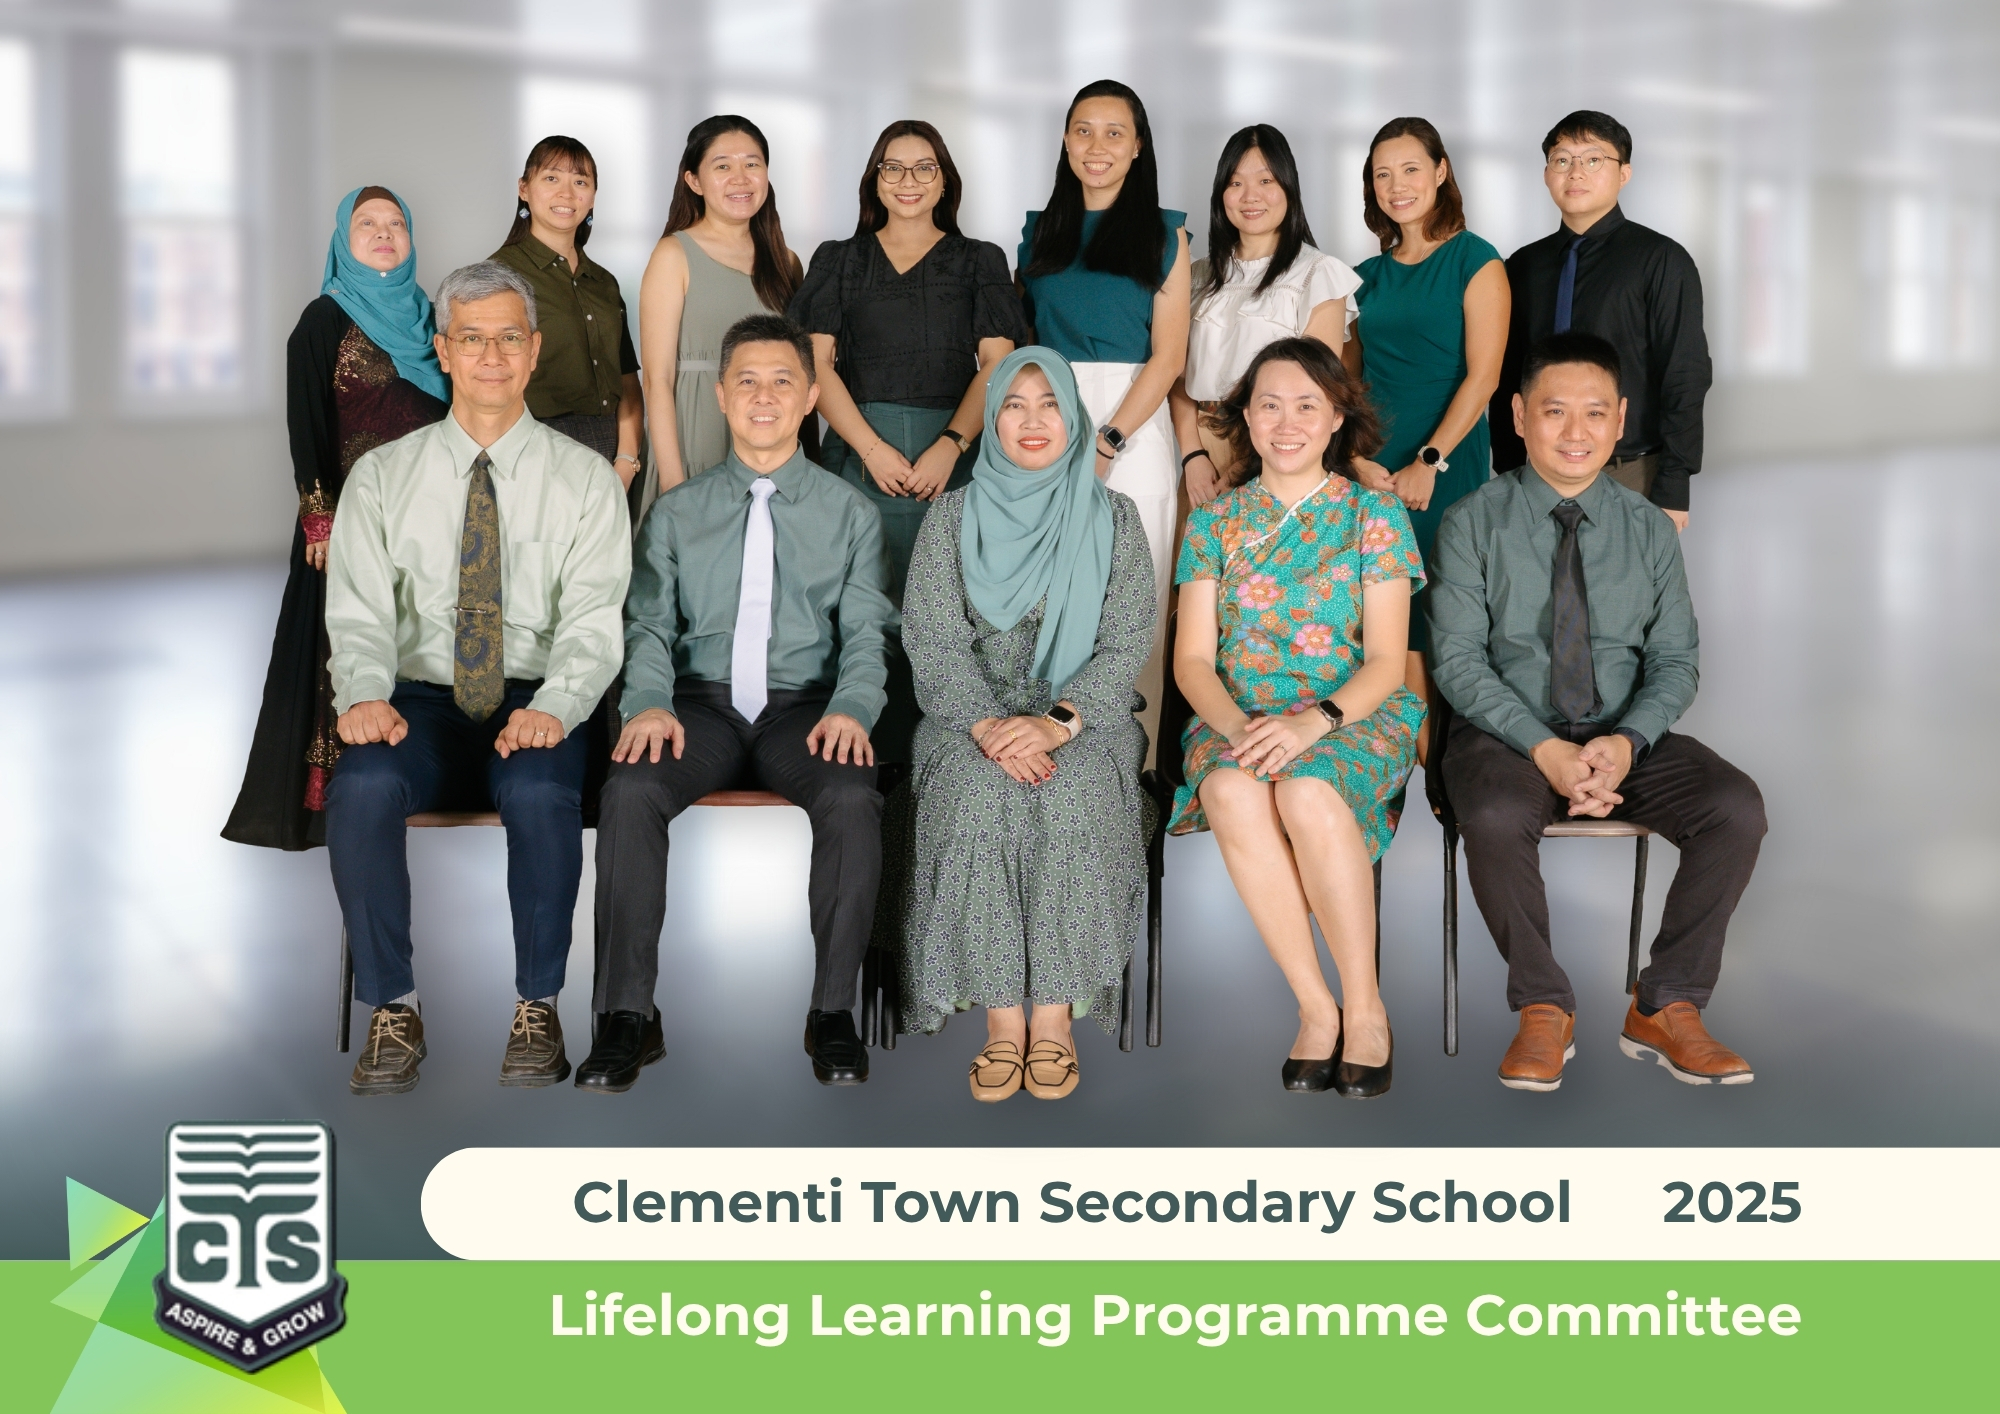 Clementi Town Secondary School 2025
Lifelong Learning Programme Committee
CTS
ASPIRE & GROW